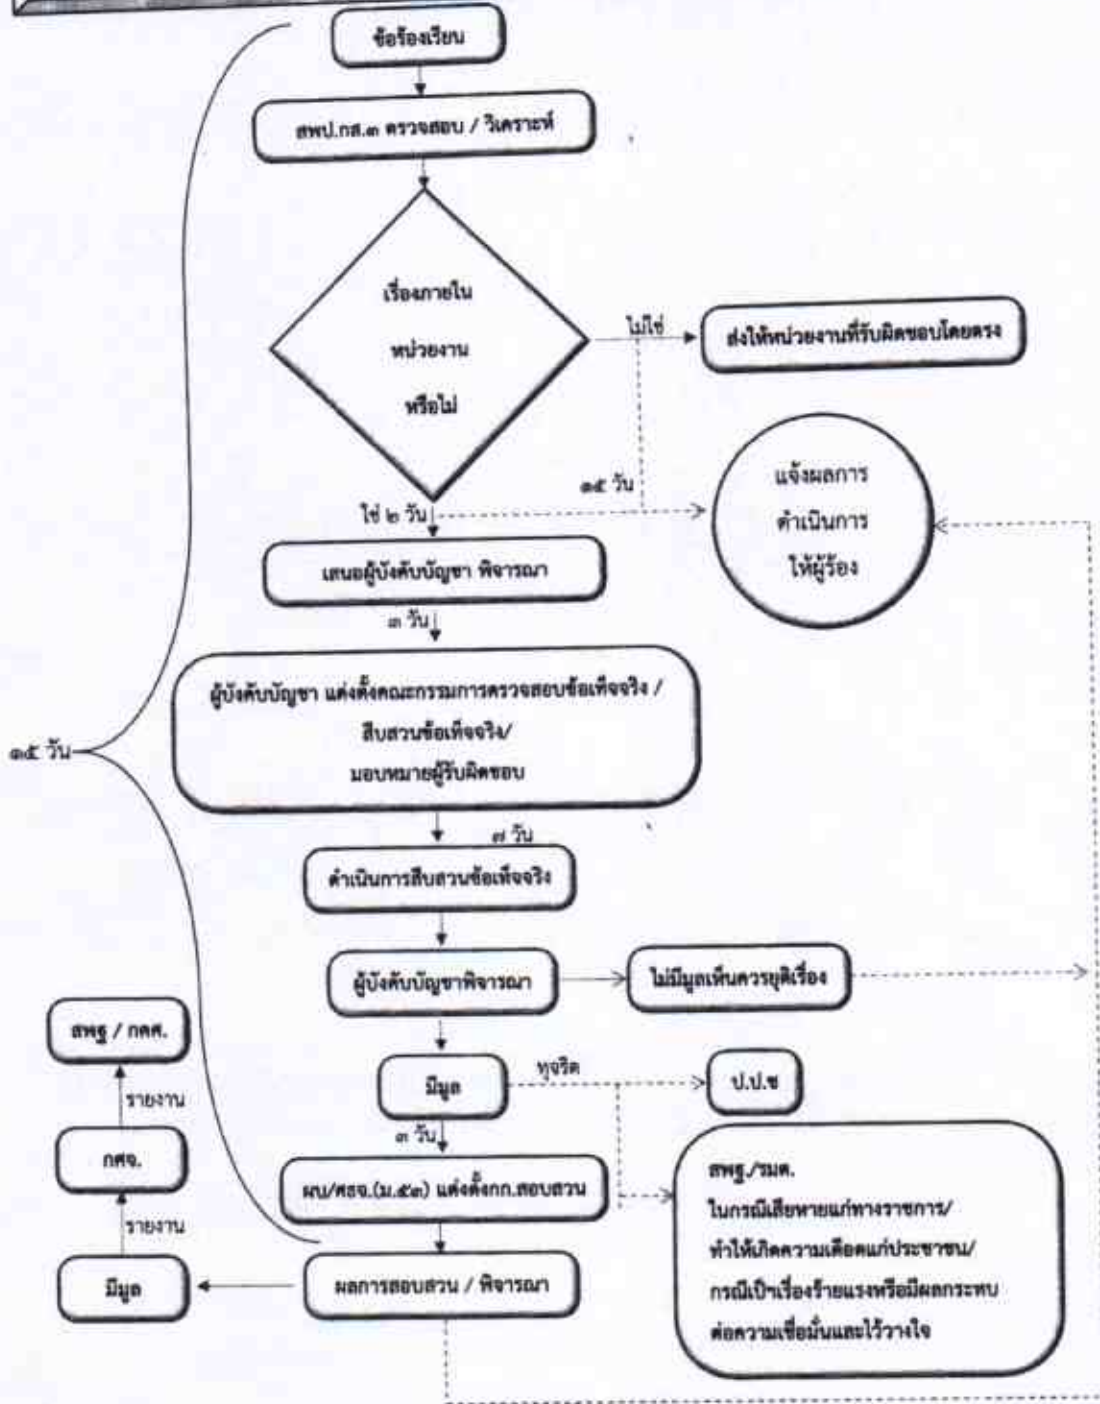 ข้อร้องเรียน
สพป.กส.๓ ตรวจสอบ / วิเคราะห์
เรื่องภายใน
หน่วยงาน
หรือไม่
ไม่ใช่
ส่งให้หน่วยงานที่รับผิดชอบโดยตรง
๑๕ วัน
แจ้งผลการ
ดำเนินการ
ให้ผู้ร้อง
ใช่ ๒ วัน
เสนอผู้บังคับบัญชา พิจารณา
๓ วัน
ผู้บังคับบัญชา แต่งตั้งคณะกรรมการตรวจสอบข้อเท็จจริง /
สืบสวนข้อเท็จจริง/
มอบหมายผู้รับผิดชอบ
๑๕ วัน
๗ วัน
ดำเนินการสืบสวนข้อเท็จจริง
ผู้บังคับบัญชาพิจารณา
ไม่มีมูลเห็นควรยุติเรื่อง
สพฐ / กคศ.
มีมูล
ทุจริต
ป.ป.ช
รายงาน
๓ วัน
กศจ.
ผบ/ศธจ.(ม.๕๓) แต่งตั้งกก.สอบสวน
สพฐ./รมต.
ในกรณีเสียหายแก่ทางราชการ/
ทำให้เกิดความเดือดแก่ประชาชน/
กรณีเป็นเรื่องร้ายแรงหรือมีผลกระทบ
ต่อความเชื่อมั่นและไว้วางใจ
รายงาน
มีมูล
ผลการสอบสวน / พิจารณา